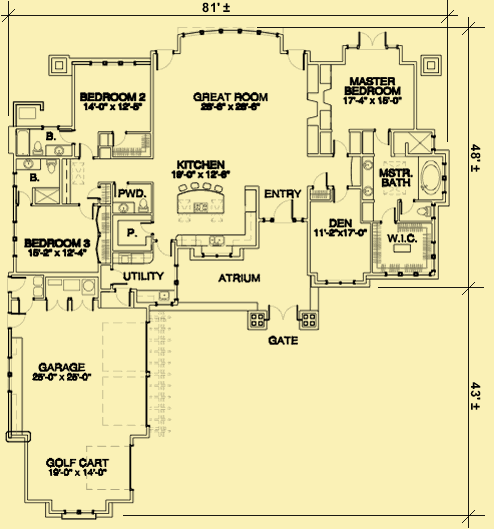 81' ±
BEDROOM 2
14'-0" x 12'-5"
GREAT ROOM
25'-6" x 28'-6"
MASTER
BEDROOM
17'-4" x 15'-0"
B.
B.
KITCHEN
19'-0" x 12'-6"
MSTR.
BATH
48' ±
PWD.
ENTRY
P.
DEN
11'-2"x17'-0"
W.I.C.
BEDROOM 3
15'-2" x 12'-4"
UTILITY
ATRIUM
GATE
GARAGE
25'-0" x 25'-0"
43' ±
GOLF CART
19'-0" x 14'-0"